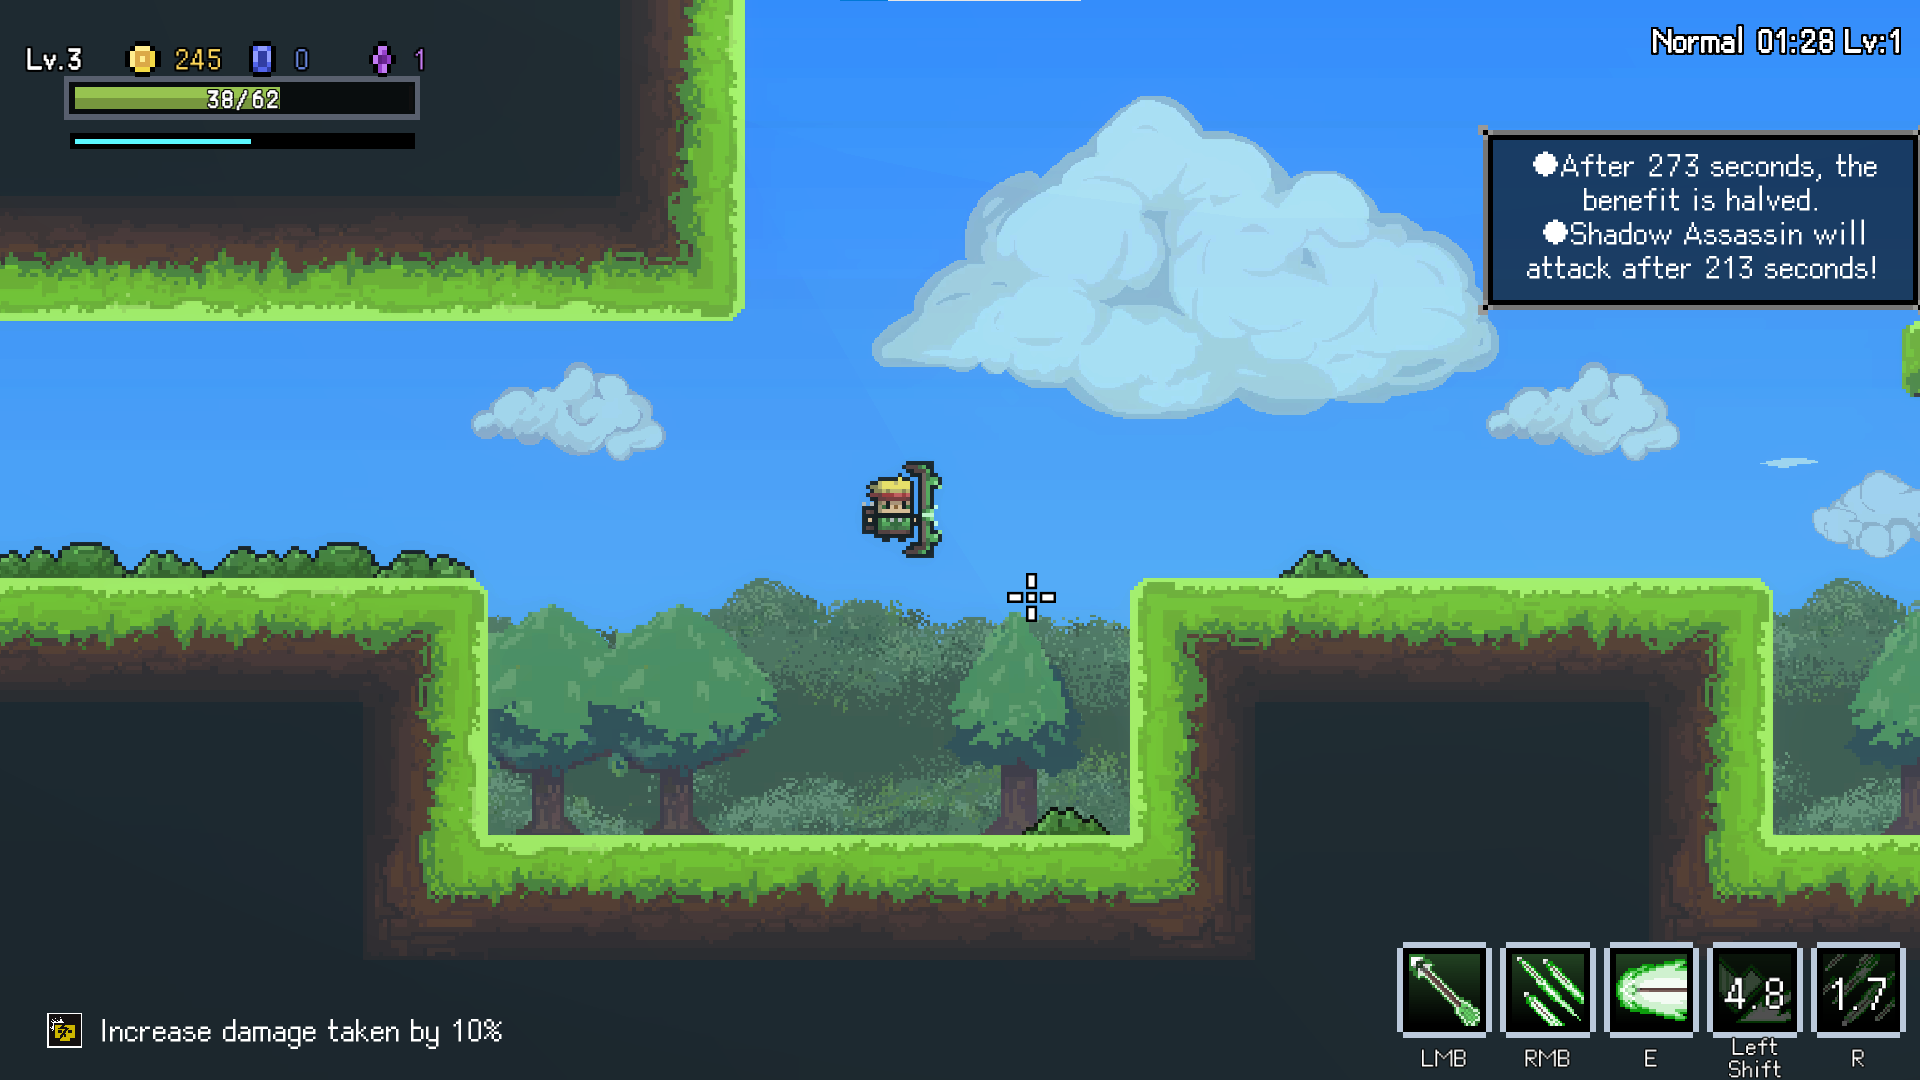 Lv.3 245 0 1
38/62
Normal 01:28 Lv:1
●After 273 seconds, the
benefit is halved.
●Shadow Assassin will
attack after 213 seconds!
Increase damage taken by 10%
4.8 1.7
LMB RMB E Left Shift R